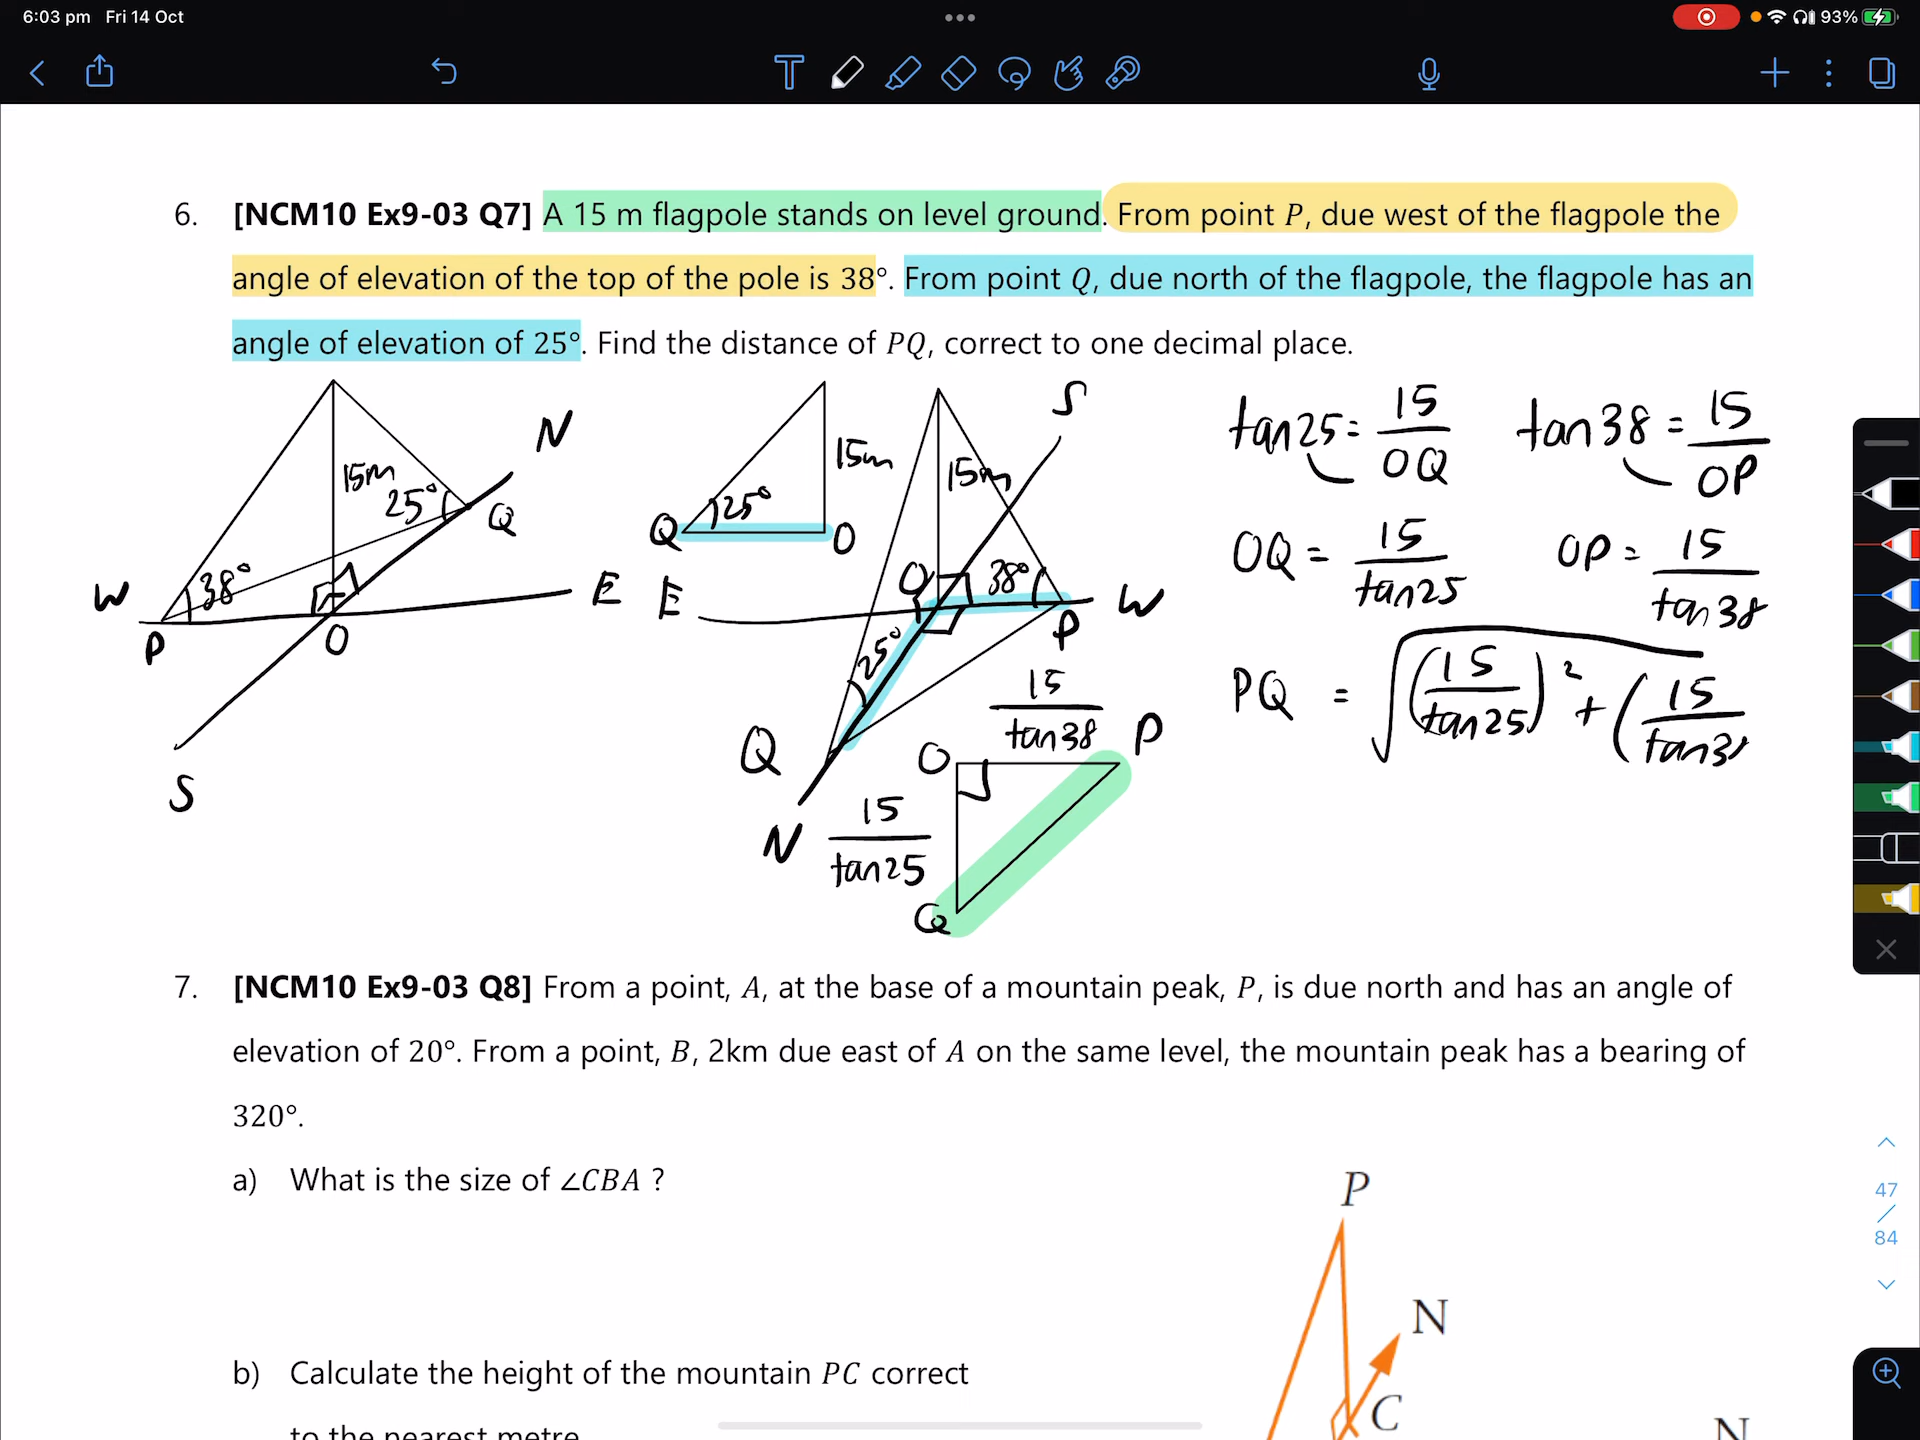 6:03 pm Fri 14 Oct
93%
6. [NCM10 Ex9-03 Q7] A 15 m flagpole stands on level ground. From point P, due west of the flagpole the
angle of elevation of the top of the pole is 38°. From point Q, due north of the flagpole, the flagpole has an
angle of elevation of 25°. Find the distance of PQ, correct to one decimal place.
N
15m
25°
Q
38°
W
E
P
O
S
15m
25°
Q
O
S
15m
O
38°
E
W
P
25°
Q
N
15/tan38
O
P
15/tan25
Q
tan25 = 15/OQ
tan38 = 15/OP
OQ = 15/tan25
OP = 15/tan38
PQ = √(15/tan25)² + (15/tan3
7. [NCM10 Ex9-03 Q8] From a point, A, at the base of a mountain peak, P, is due north and has an angle of
elevation of 20°. From a point, B, 2km due east of A on the same level, the mountain peak has a bearing of
320°.
a) What is the size of ∠CBA ?
P
N
C
b) Calculate the height of the mountain PC correct
to the nearest metre
N
47
/
84